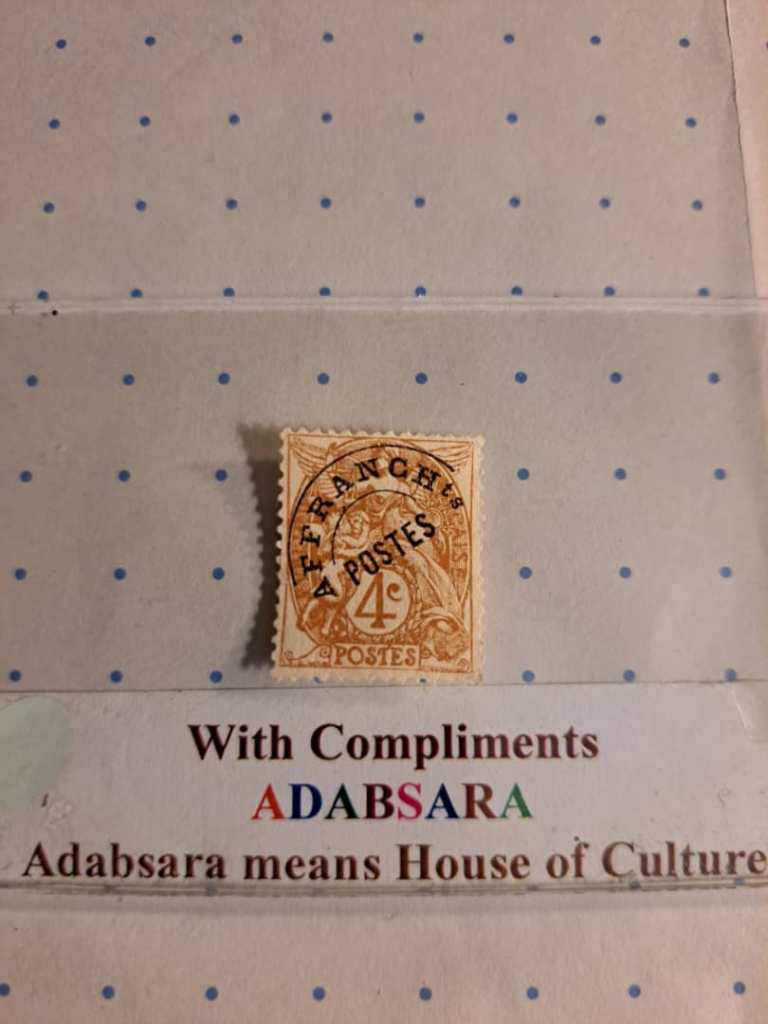 AFFRANCHts
POSTES
4c
POSTES
With Compliments
ADABSARA
Adabsara means House of Culture